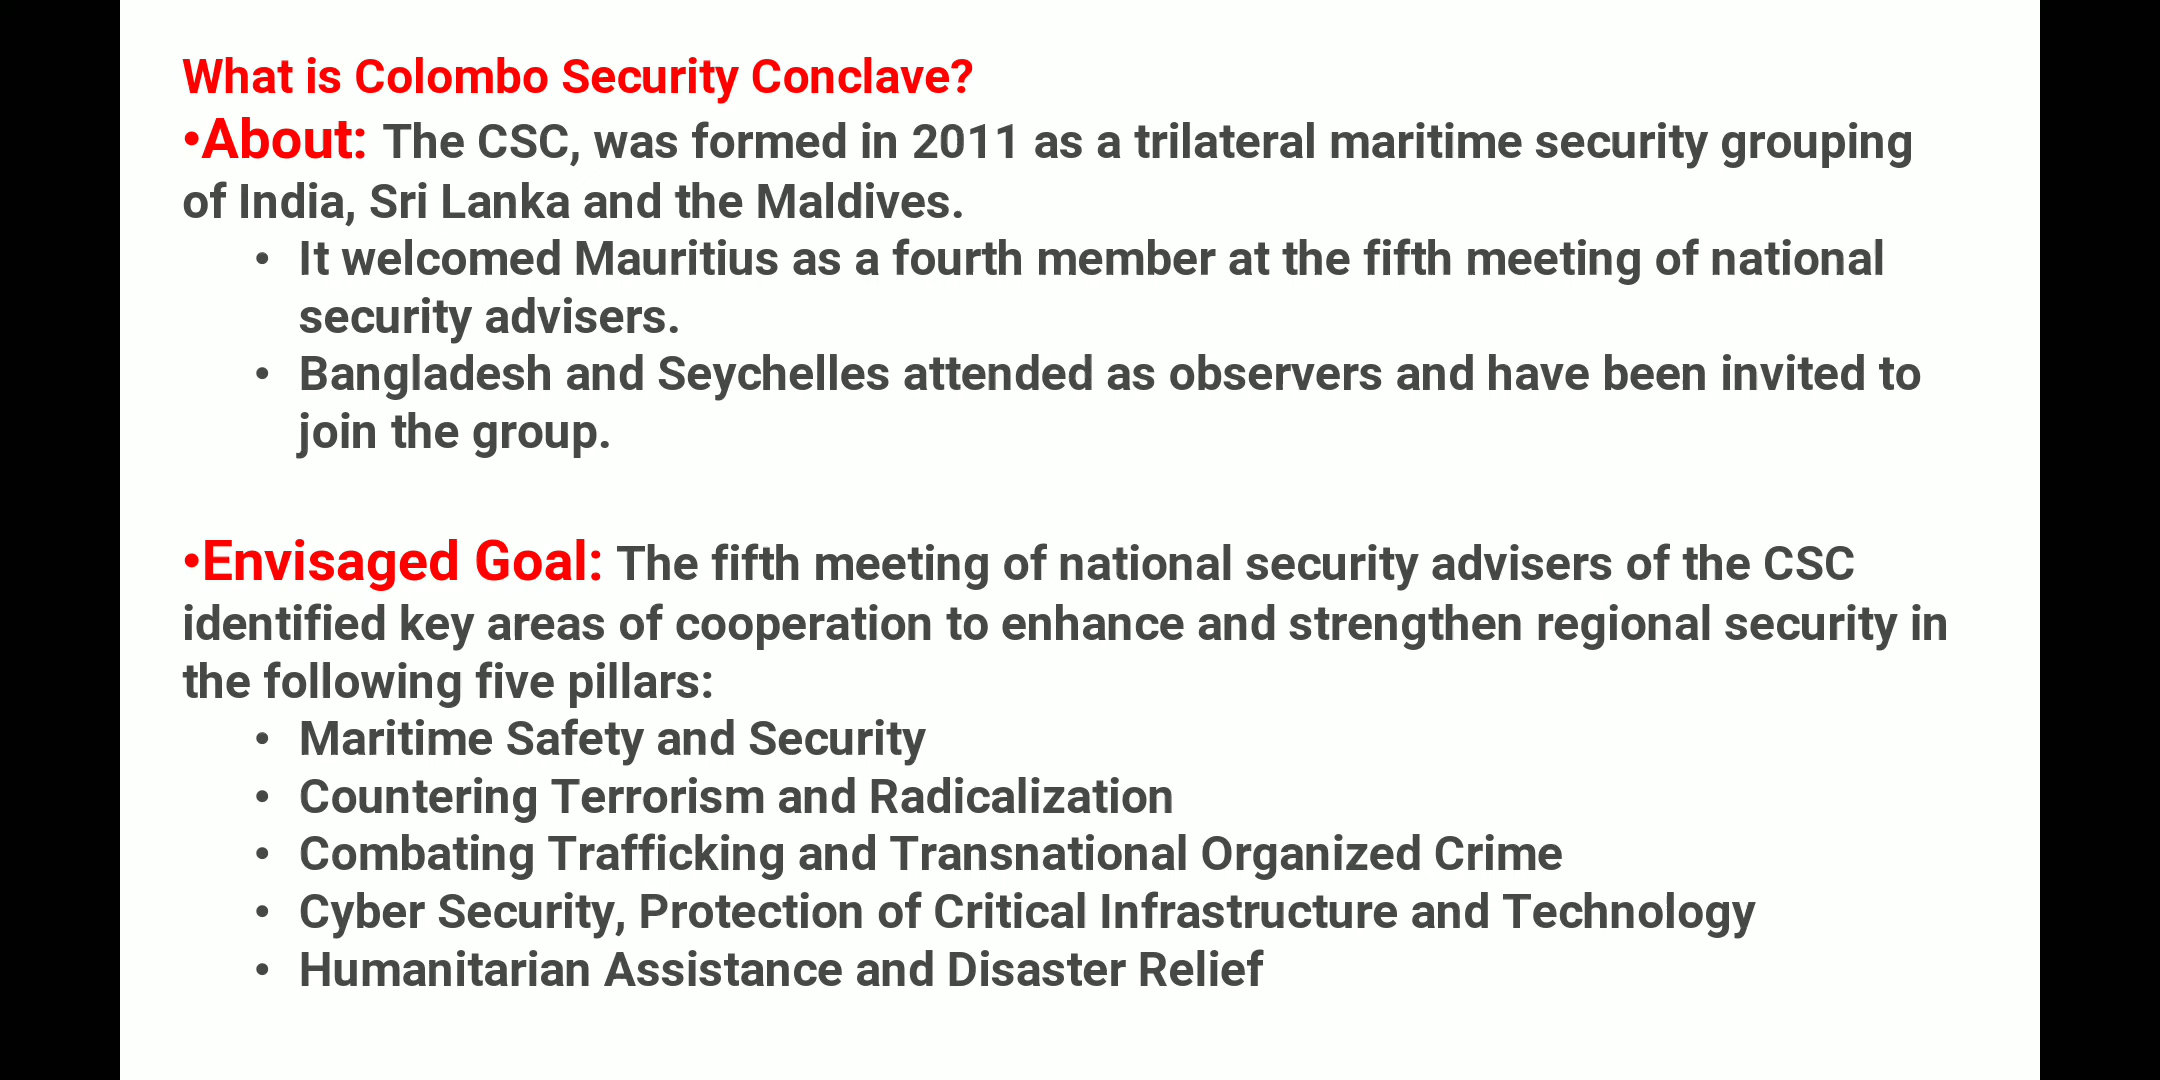 What is Colombo Security Conclave?
•About: The CSC, was formed in 2011 as a trilateral maritime security grouping
of India, Sri Lanka and the Maldives.
• It welcomed Mauritius as a fourth member at the fifth meeting of national
security advisers.
• Bangladesh and Seychelles attended as observers and have been invited to
join the group.
•Envisaged Goal: The fifth meeting of national security advisers of the CSC
identified key areas of cooperation to enhance and strengthen regional security in
the following five pillars:
• Maritime Safety and Security
• Countering Terrorism and Radicalization
• Combating Trafficking and Transnational Organized Crime
• Cyber Security, Protection of Critical Infrastructure and Technology
• Humanitarian Assistance and Disaster Relief